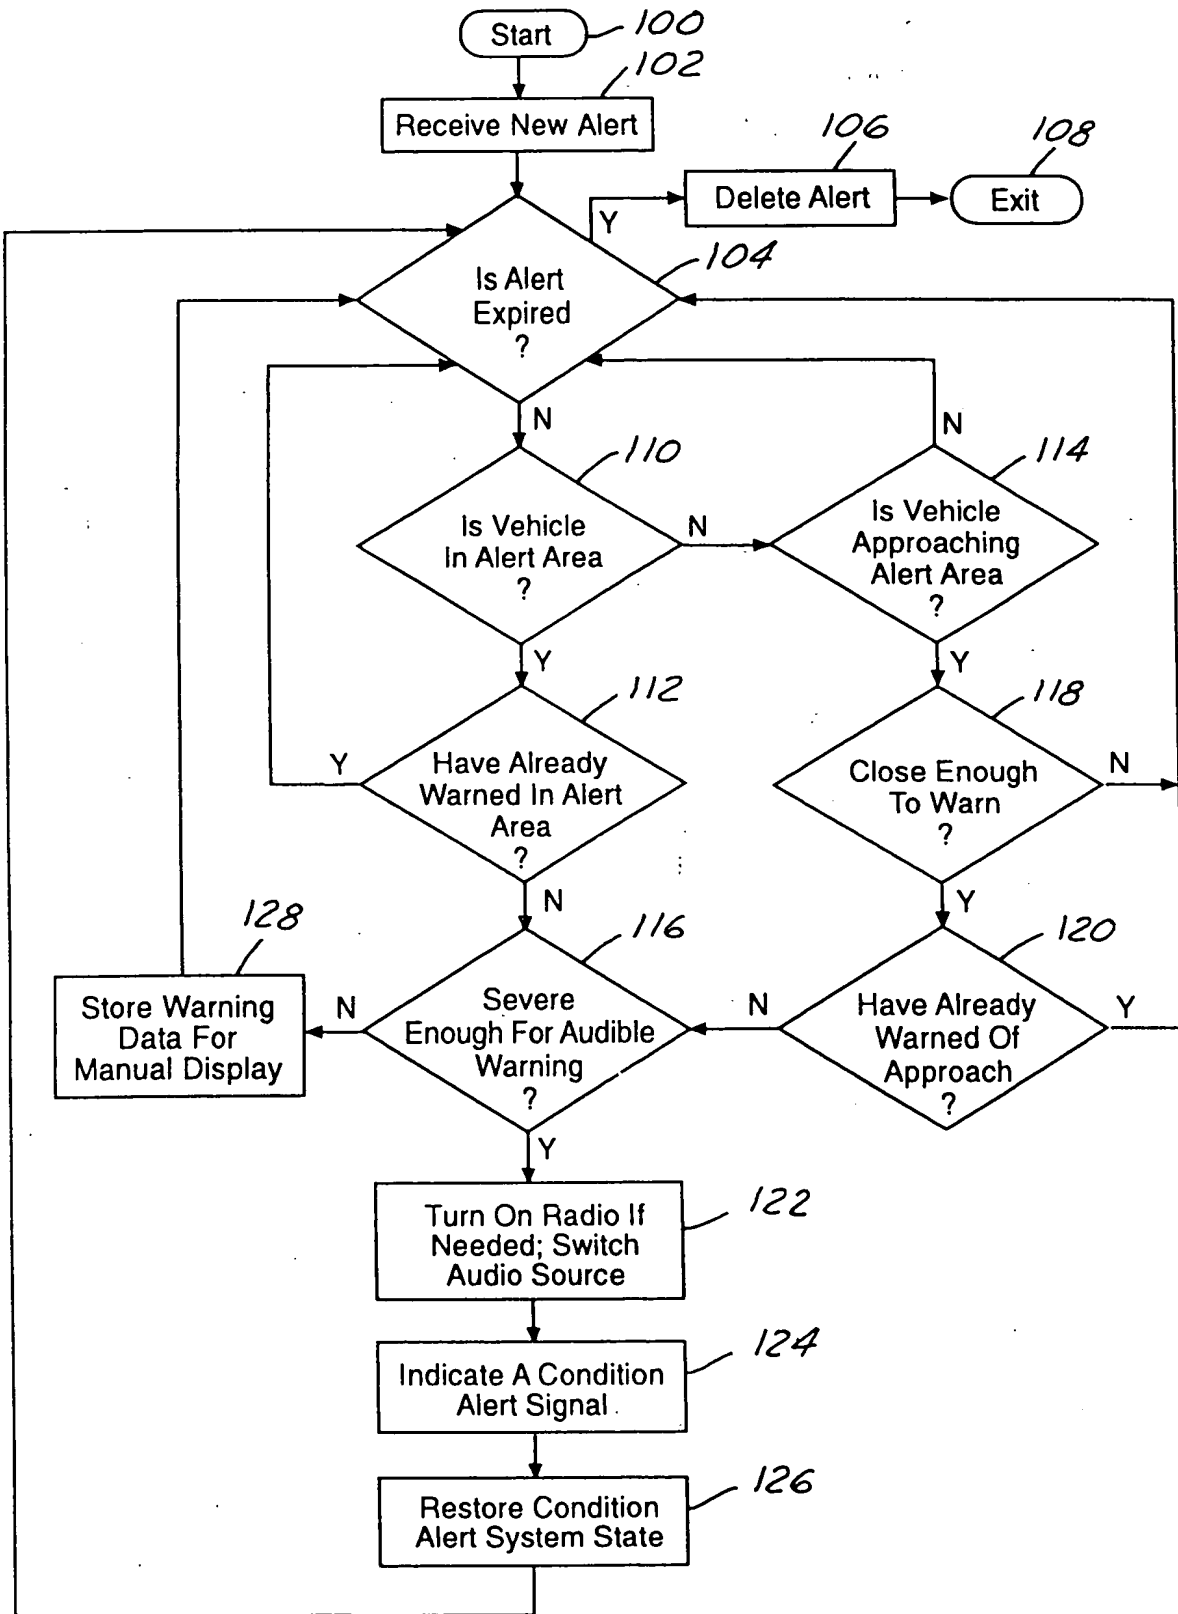 Start
100
102
Receive New Alert
106
108
Delete Alert
Exit
Y
104
Is Alert
Expired
?
N
N
110
114
Is Vehicle
In Alert Area
?
N
Is Vehicle
Approaching
Alert Area
?
Y
Y
112
118
Y
Have Already
Warned In Alert
Area
?
Close Enough
To Warn
?
N
N
Y
128
116
120
Store Warning
Data For
Manual Display
N
Severe
Enough For Audible
Warning
?
N
Have Already
Warned Of
Approach
?
Y
Y
122
Turn On Radio If
Needed; Switch
Audio Source
124
Indicate A Condition
Alert Signal
126
Restore Condition
Alert System State